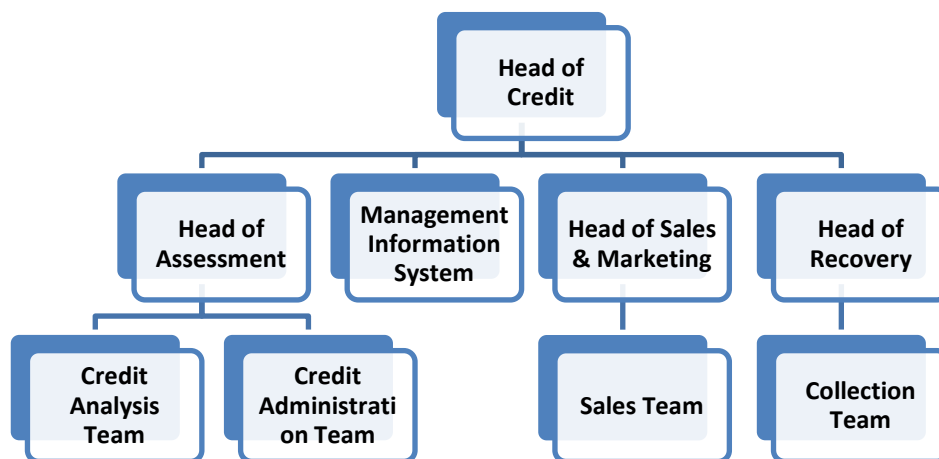 Head of
Credit
Head of
Assessment
Management
Information
System
Head of Sales
& Marketing
Head of
Recovery
Credit
Analysis
Team
Credit
Administrati
on Team
Sales Team
Collection
Team